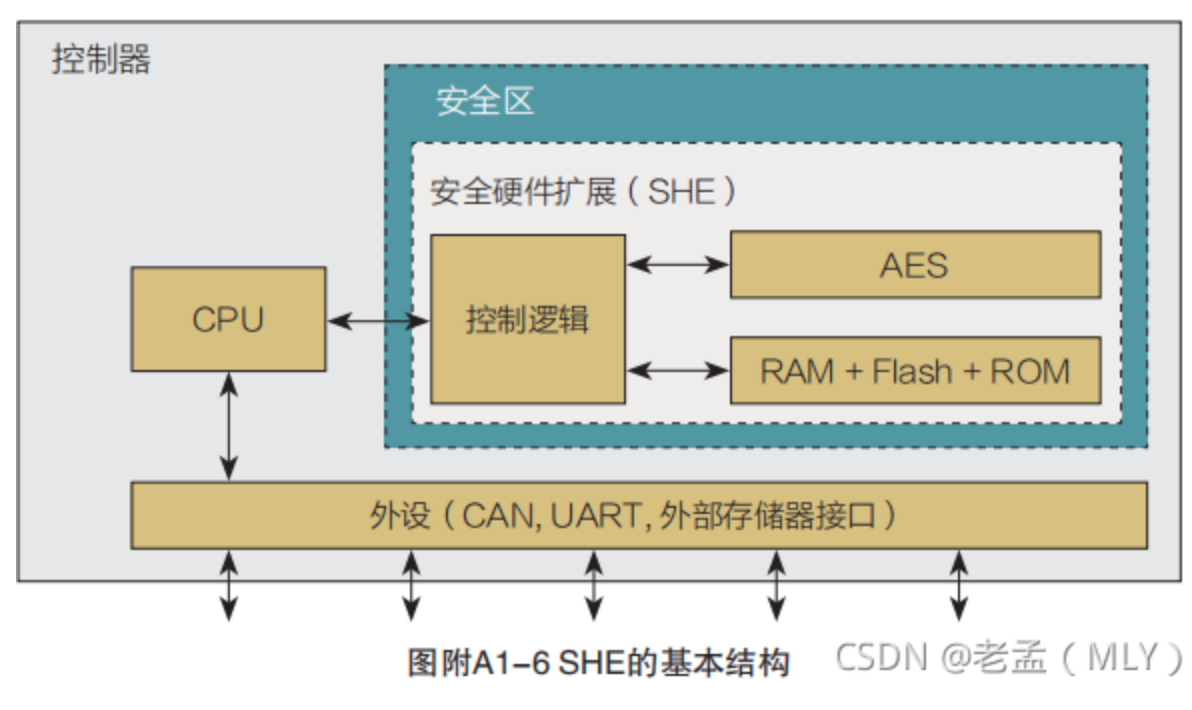 控制器
安全区
安全硬件扩展（SHE）
CPU
控制逻辑
AES
RAM + Flash + ROM
外设（CAN, UART, 外部存储器接口）
图附A1-6 SHE的基本结构
CSDN @老孟（MLY）